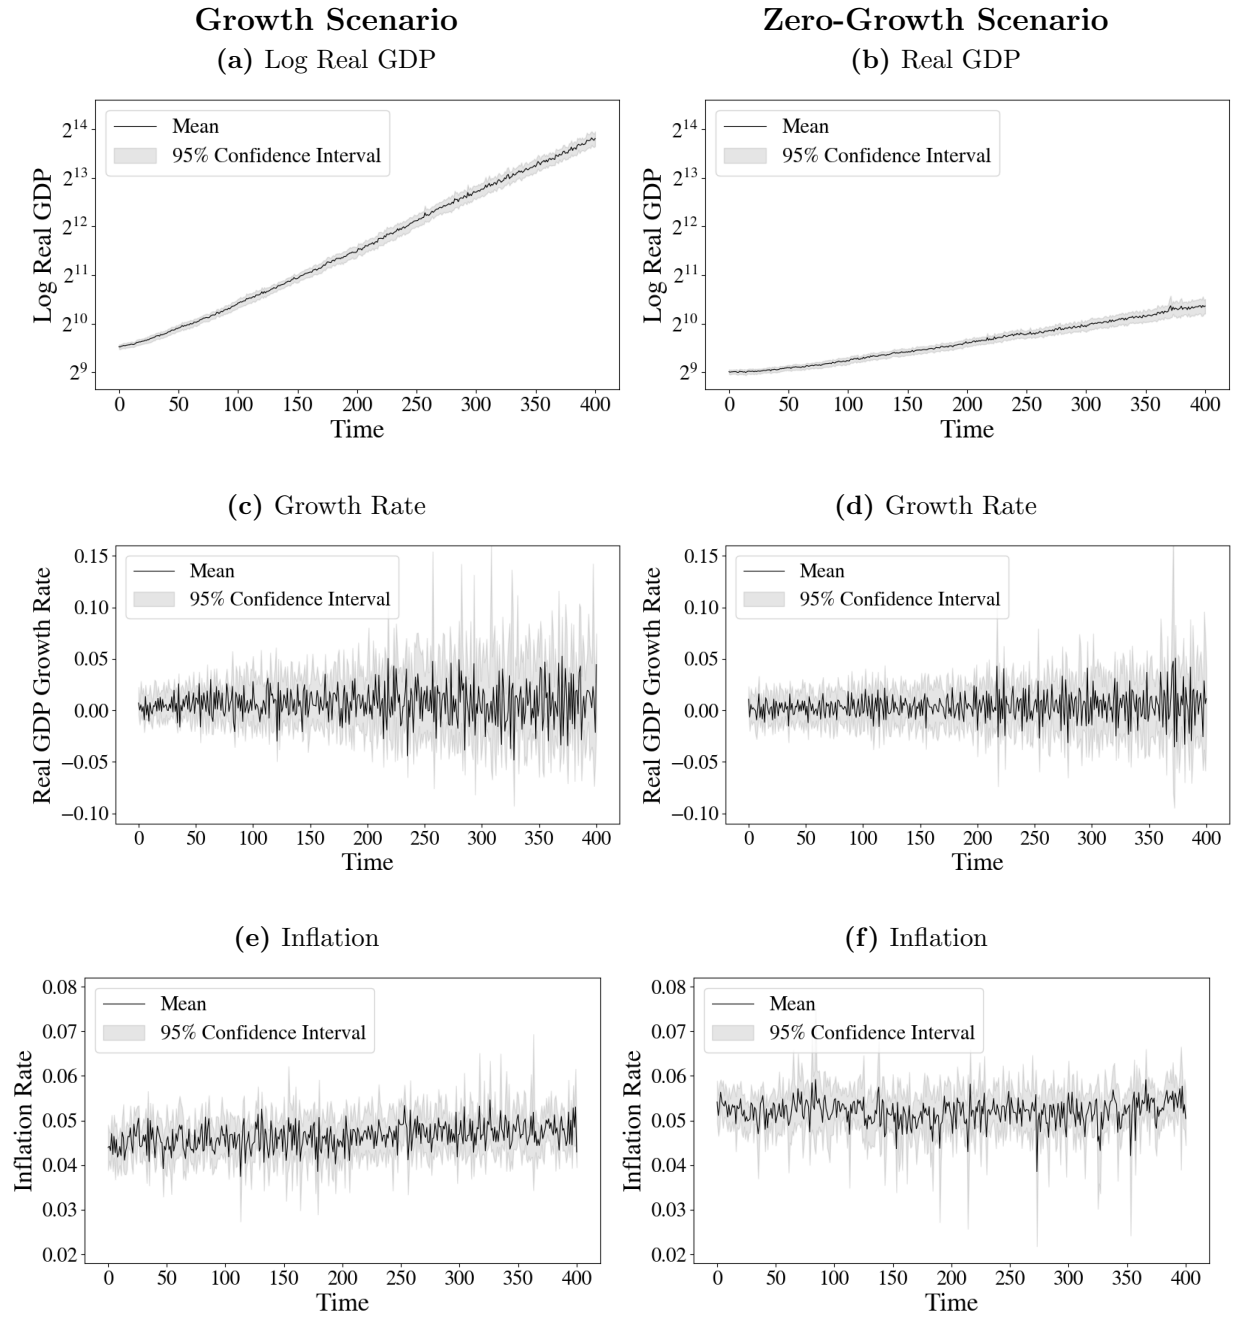 Growth Scenario
Zero-Growth Scenario
(a) Log Real GDP
(b) Real GDP
Log Real GDP
2^14
2^13
2^12
2^11
2^10
2^9
Mean
95% Confidence Interval
0 50 100 150 200 250 300 350 400
Time
Log Real GDP
2^14
2^13
2^12
2^11
2^10
2^9
Mean
95% Confidence Interval
0 50 100 150 200 250 300 350 400
Time
(c) Growth Rate
(d) Growth Rate
Real GDP Growth Rate
0.15
0.10
0.05
0.00
−0.05
−0.10
Mean
95% Confidence Interval
0 50 100 150 200 250 300 350 400
Time
Real GDP Growth Rate
0.15
0.10
0.05
0.00
−0.05
−0.10
Mean
95% Confidence Interval
0 50 100 150 200 250 300 350 400
Time
(e) Inflation
(f) Inflation
Inflation Rate
0.08
0.07
0.06
0.05
0.04
0.03
0.02
Mean
95% Confidence Interval
0 50 100 150 200 250 300 350 400
Time
Inflation Rate
0.08
0.07
0.06
0.05
0.04
0.03
0.02
Mean
95% Confidence Interval
0 50 100 150 200 250 300 350 400
Time